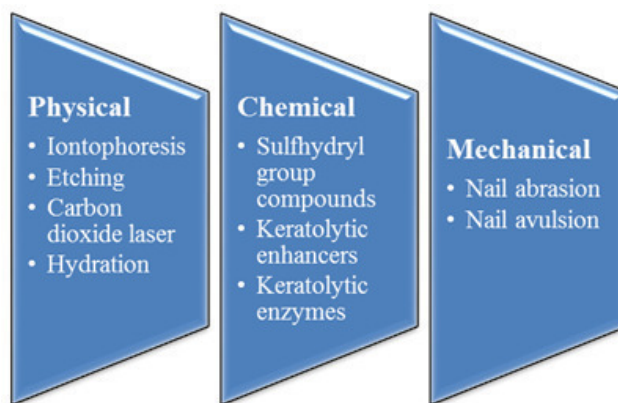 Physical
• Iontophoresis
• Etching
• Carbon
dioxide laser
• Hydration
Chemical
• Sulfhydryl
group
compounds
• Keratolytic
enhancers
• Keratolytic
enzymes
Mechanical
• Nail abrasion
• Nail avulsion